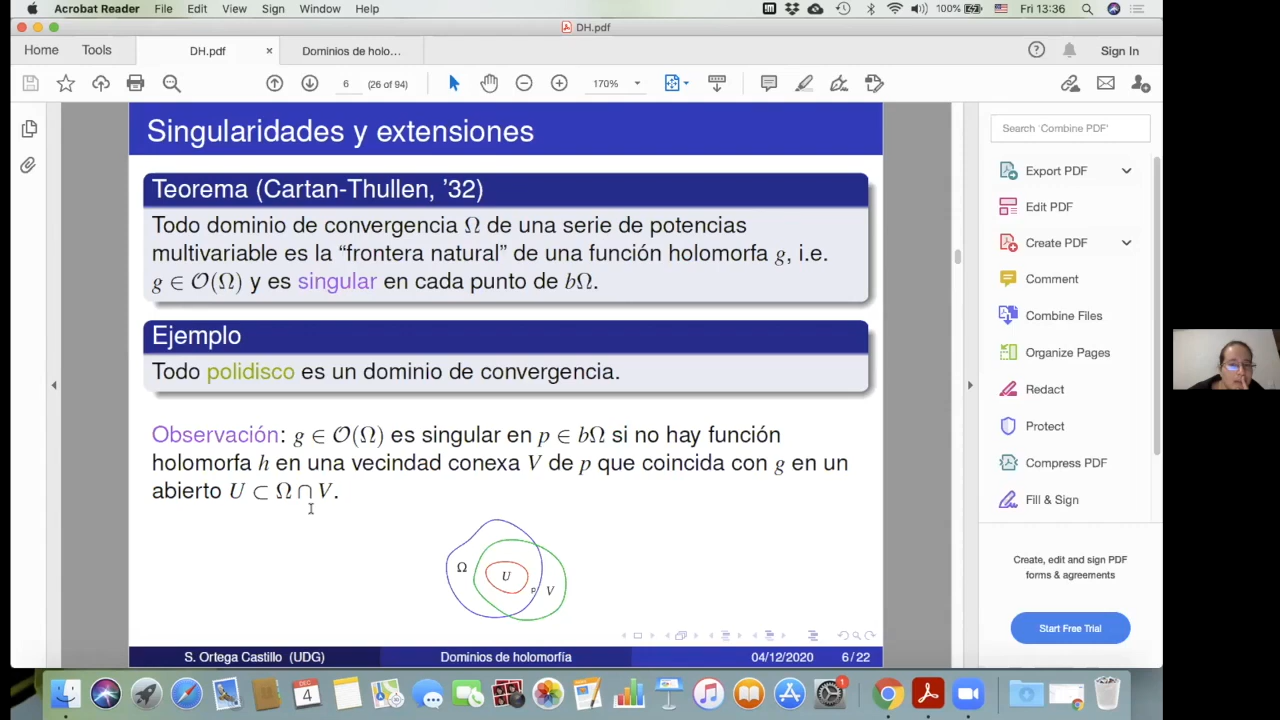 Acrobat Reader File Edit View Sign Window Help 100% Fri 13:36
DH.pdf
Home Tools DH.pdf × Dominios de holo... Sign In
6 (26 of 94) 170%
Singularidades y extensiones
Teorema (Cartan-Thullen, '32)
Todo dominio de convergencia Ω de una serie de potencias
multivariable es la “frontera natural” de una función holomorfa g, i.e.
g ∈ 𝒪(Ω) y es singular en cada punto de bΩ.
Ejemplo
Todo polidisco es un dominio de convergencia.
Observación: g ∈ 𝒪(Ω) es singular en p ∈ bΩ si no hay función
holomorfa h en una vecindad conexa V de p que coincida con g en un
abierto U ⊂ Ω ∩ V.
Ω U p V
S. Ortega Castillo (UDG) Dominios de holomorfía 04/12/2020 6 / 22
Search 'Combine PDF'
Export PDF
Edit PDF
Create PDF
Comment
Combine Files
Organize Pages
Redact
Protect
Compress PDF
Fill & Sign
Create, edit and sign PDF
forms & agreements
Start Free Trial